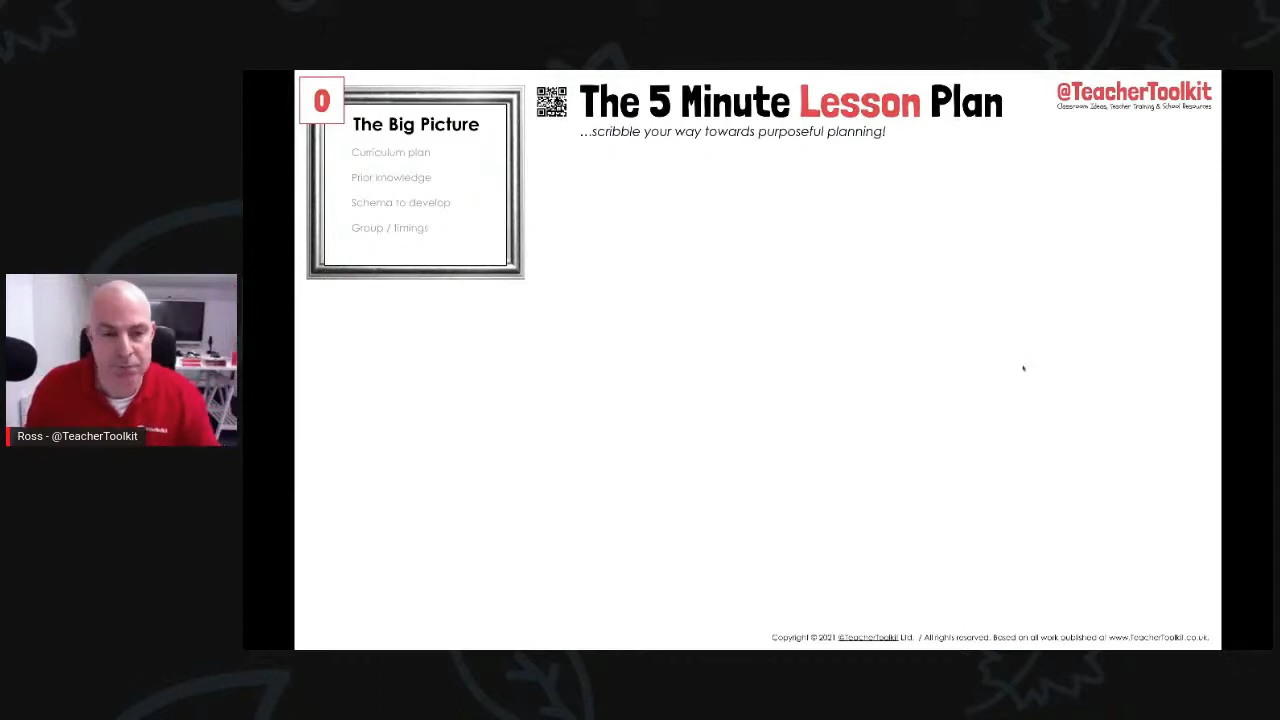 0
The Big Picture
Curriculum plan
Prior knowledge
Schema to develop
Group / timings
The 5 Minute Lesson Plan
...scribble your way towards purposeful planning!
@TeacherToolkit
Classroom Ideas, Teacher Training & School Resources
Ross - @TeacherToolkit
Copyright © 2021 @TeacherToolkit Ltd. / All rights reserved. Based on all work published at www.TeacherToolkit.co.uk.